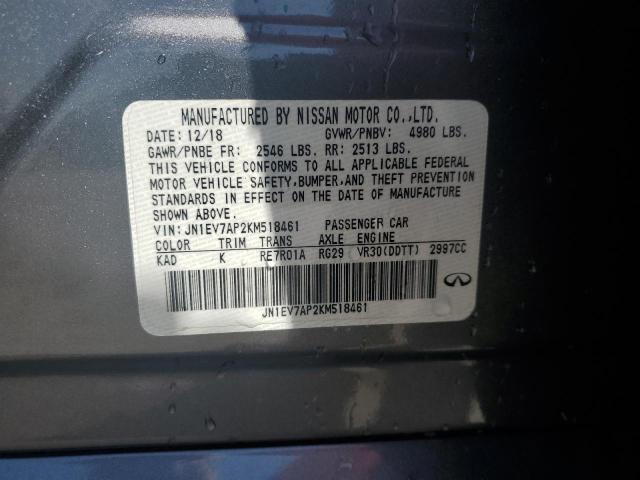 MANUFACTURED BY NISSAN MOTOR CO.,LTD.
DATE: 12/18 GVWR/PNBV: 4980 LBS.
GAWR/PNBE FR: 2546 LBS. RR: 2513 LBS.
THIS VEHICLE CONFORMS TO ALL APPLICABLE FEDERAL
MOTOR VEHICLE SAFETY,BUMPER,AND THEFT PREVENTION
STANDARDS IN EFFECT ON THE DATE OF MANUFACTURE
SHOWN ABOVE.
VIN: JN1EV7AP2KM518461 PASSENGER CAR
COLOR TRIM TRANS AXLE ENGINE
KAD K RE7R01A RG29 VR30(DDTT) 2997CC
JN1EV7AP2KM518461